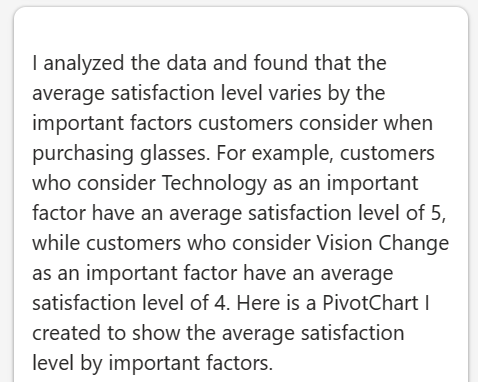 I analyzed the data and found that the
average satisfaction level varies by the
important factors customers consider when
purchasing glasses. For example, customers
who consider Technology as an important
factor have an average satisfaction level of 5,
while customers who consider Vision Change
as an important factor have an average
satisfaction level of 4. Here is a PivotChart I
created to show the average satisfaction
level by important factors.